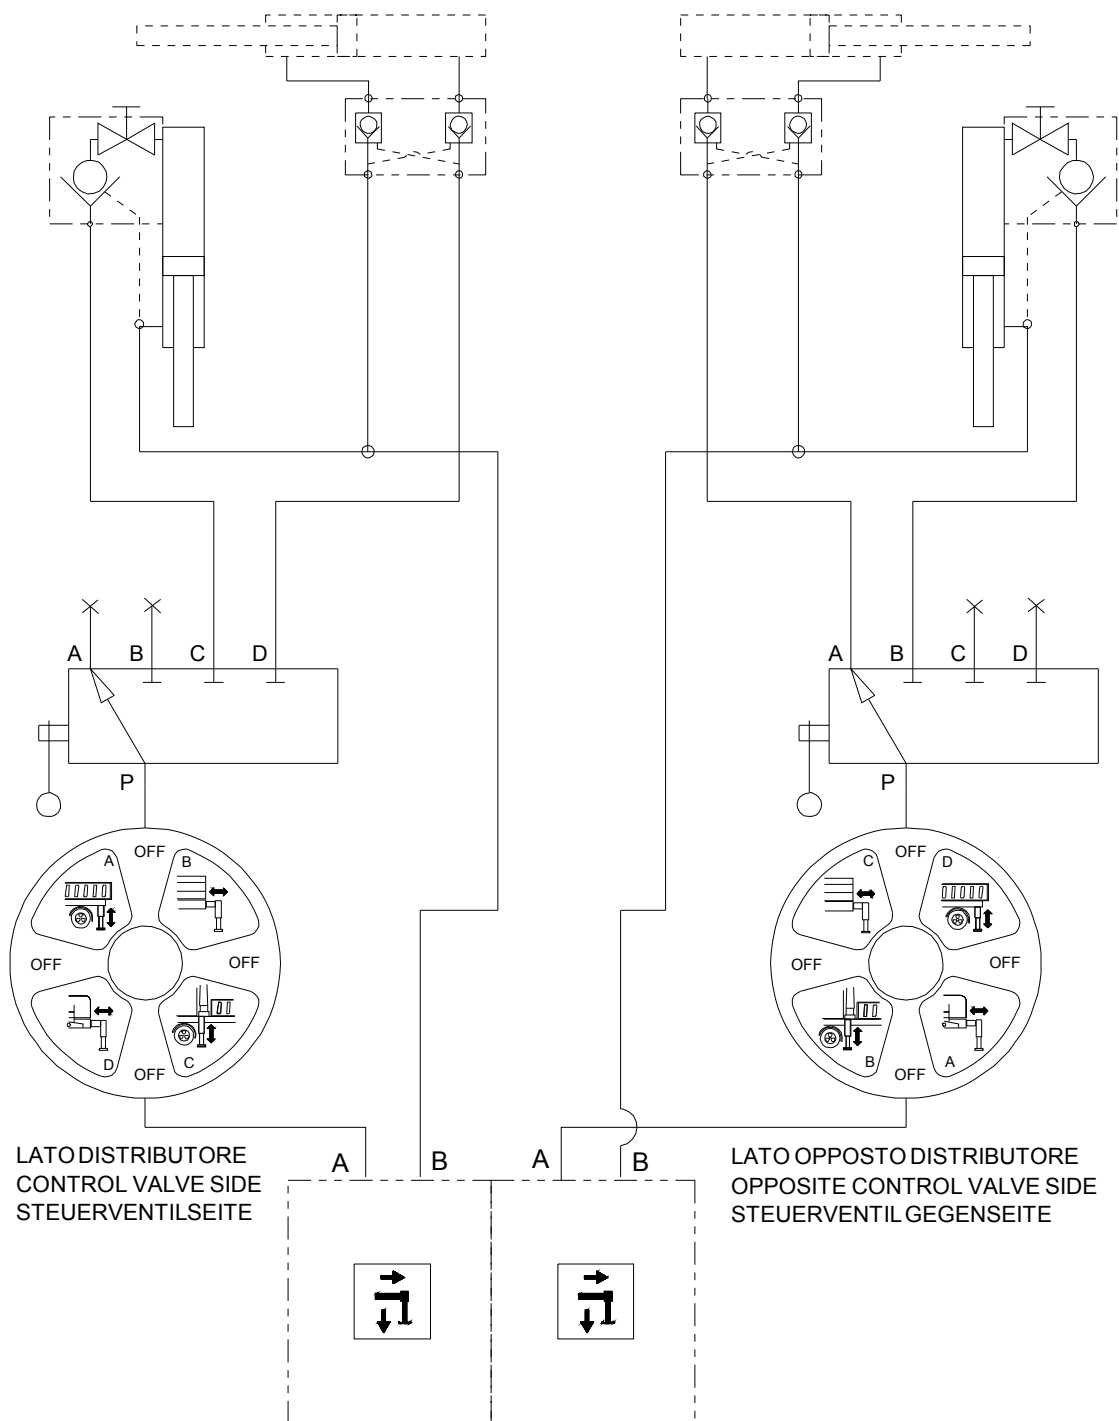 A B C D
A B C D
P
P
OFF
A B
OFF OFF
D C
OFF
OFF
C D
OFF OFF
B A
OFF
LATO DISTRIBUTORE
CONTROL VALVE SIDE
STEUERVENTILSEITE
A B
A B
LATO OPPOSTO DISTRIBUTORE
OPPOSITE CONTROL VALVE SIDE
STEUERVENTIL GEGENSEITE